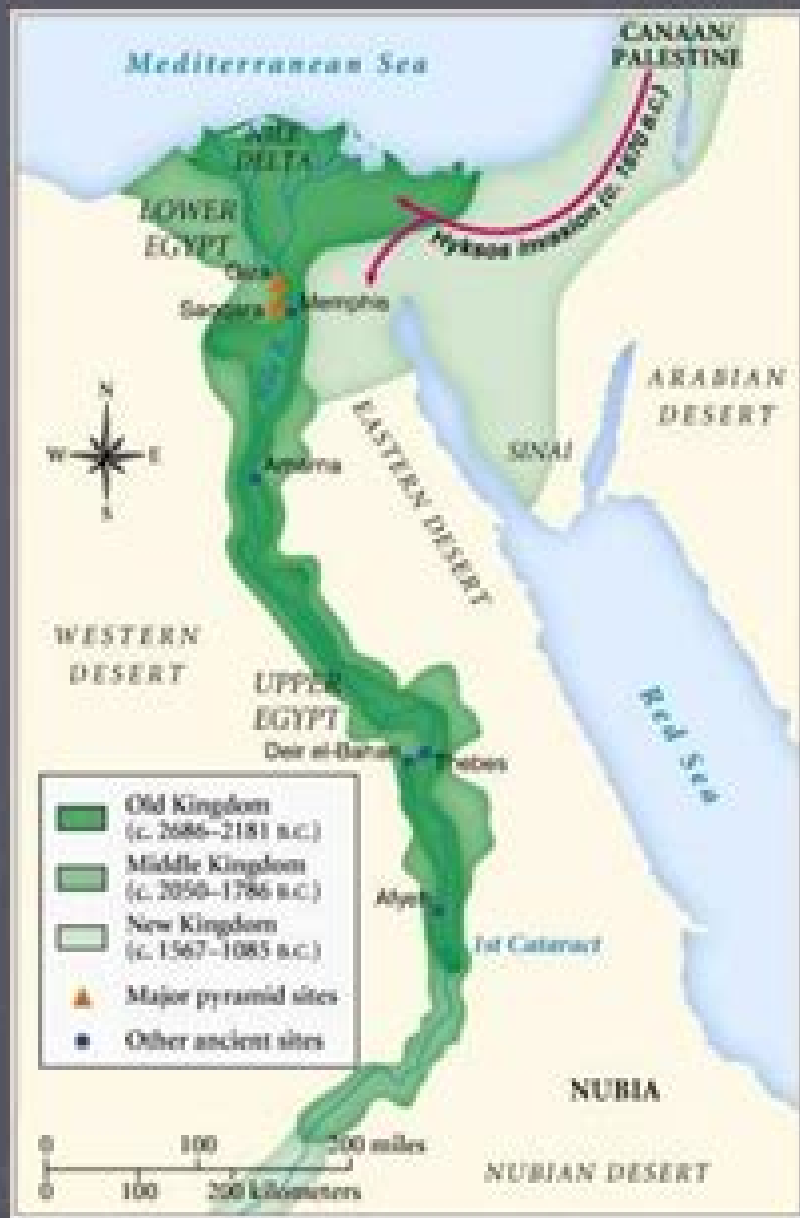 CANAAN/
PALESTINE
Mediterranean Sea
NILE
DELTA
Hyksos invasion (c. 1670 B.C.)
LOWER
EGYPT
Giza
Saqqara
Memphis
N
W
E
S
ARABIAN
DESERT
EASTERN DESERT
SINAI
Amarna
WESTERN
DESERT
UPPER
EGYPT
Red Sea
Deir el-Bahari
Thebes
Old Kingdom
(c. 2686–2181 B.C.)
Middle Kingdom
(c. 2050–1786 B.C.)
New Kingdom
(c. 1567–1085 B.C.)
Major pyramid sites
Other ancient sites
1st Cataract
NUBIA
NUBIAN DESERT
0 100 200 miles
0 100 200 kilometers